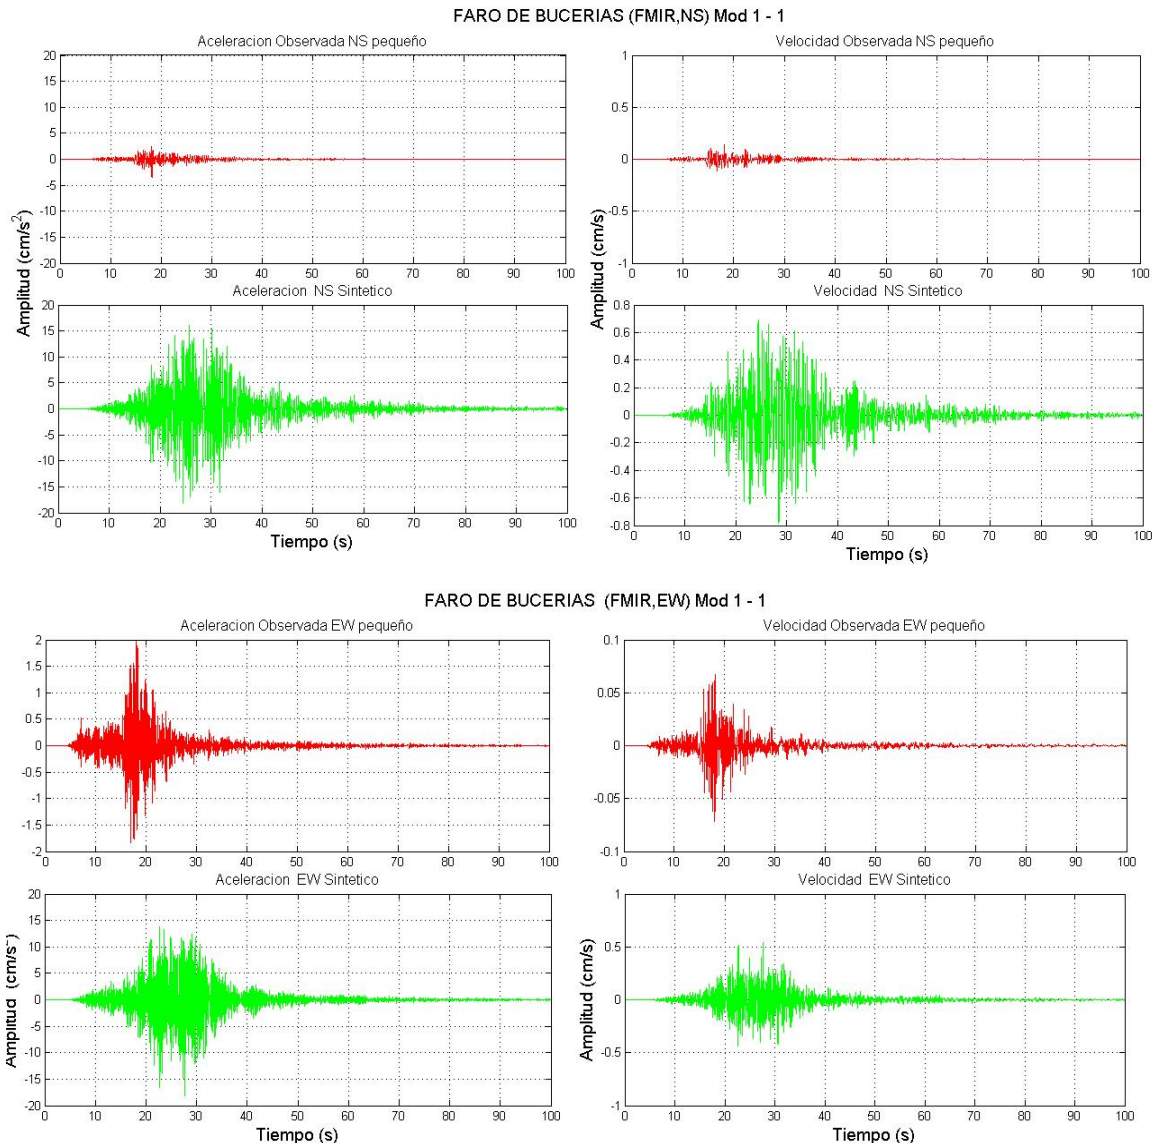 FARO DE BUCERIAS (FMIR,NS) Mod 1 - 1
Aceleracion Observada NS pequeño
20
15
10
5
0
-5
-10
-15
-20
0 10 20 30 40 50 60 70 80 90 100
Velocidad Observada NS pequeño
1
0.5
0
-0.5
-1
0 10 20 30 40 50 60 70 80 90 100
Amplitud (cm/s²)
Aceleracion NS Sintetico
20
15
10
5
0
-5
-10
-15
-20
0 10 20 30 40 50 60 70 80 90 100
Tiempo (s)
Amplitud (cm/s)
Velocidad NS Sintetico
0.8
0.6
0.4
0.2
0
-0.2
-0.4
-0.6
-0.8
0 10 20 30 40 50 60 70 80 90 100
Tiempo (s)
FARO DE BUCERIAS (FMIR,EW) Mod 1 - 1
Aceleracion Observada EW pequeño
2
1.5
1
0.5
0
-0.5
-1
-1.5
-2
0 10 20 30 40 50 60 70 80 90 100
Velocidad Observada EW pequeño
0.1
0.05
0
-0.05
-0.1
0 10 20 30 40 50 60 70 80 90 100
Aceleracion EW Sintetico
20
15
10
5
0
-5
-10
-15
-20
0 10 20 30 40 50 60 70 80 90 100
Amplitud (cm/s²)
Tiempo (s)
Velocidad EW Sintetico
1
0.5
0
-0.5
-1
0 10 20 30 40 50 60 70 80 90 100
Amplitud (cm/s)
Tiempo (s)